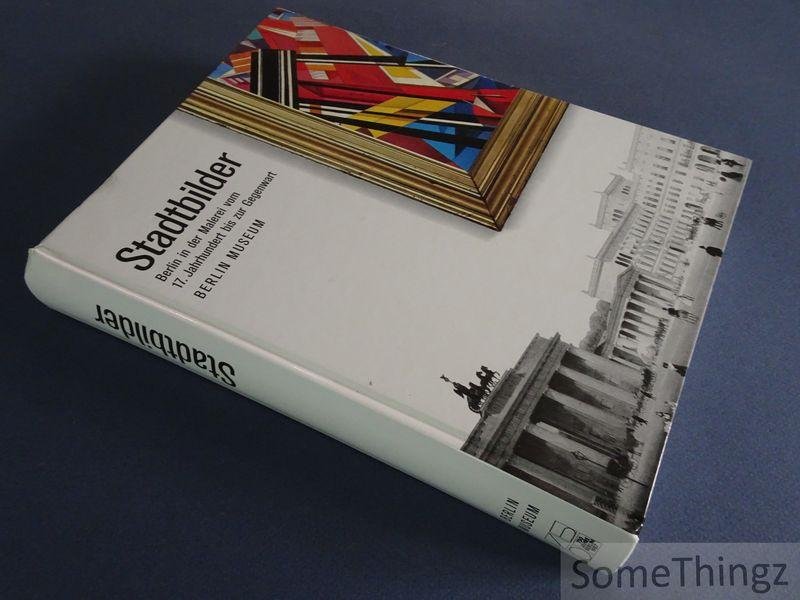 Stadtbilder
Berlin in der Malerei vom
17. Jahrhundert bis zur Gegenwart
BERLIN MUSEUM
Stadtbilder
BERLIN
MUSEUM
SomeThingz